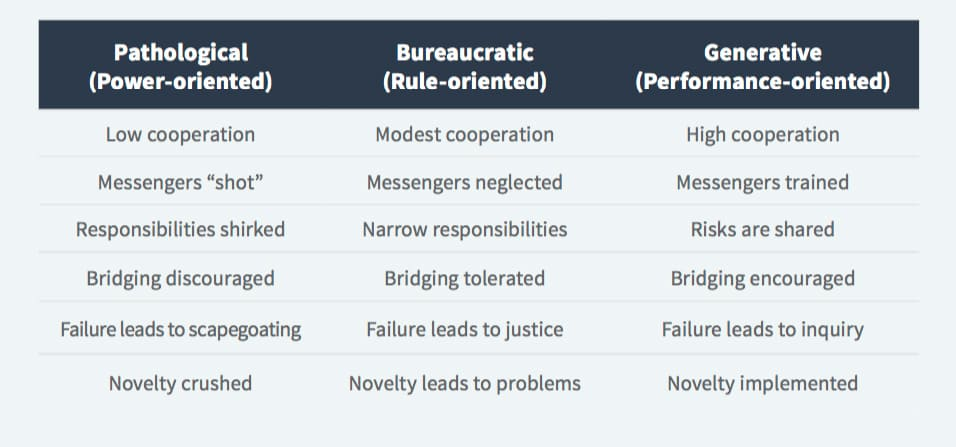 Pathological Bureaucratic Generative
(Power-oriented) (Rule-oriented) (Performance-oriented)
Low cooperation Modest cooperation High cooperation
Messengers “shot” Messengers neglected Messengers trained
Responsibilities shirked Narrow responsibilities Risks are shared
Bridging discouraged Bridging tolerated Bridging encouraged
Failure leads to scapegoating Failure leads to justice Failure leads to inquiry
Novelty crushed Novelty leads to problems Novelty implemented